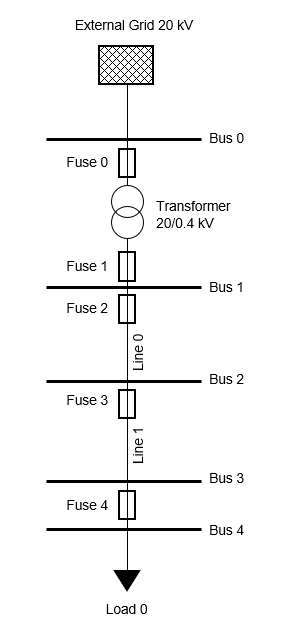 External Grid 20 kV
Bus 0
Fuse 0
Transformer
20/0.4 kV
Fuse 1
Bus 1
Fuse 2
Line 0
Bus 2
Fuse 3
Line 1
Bus 3
Fuse 4
Bus 4
Load 0